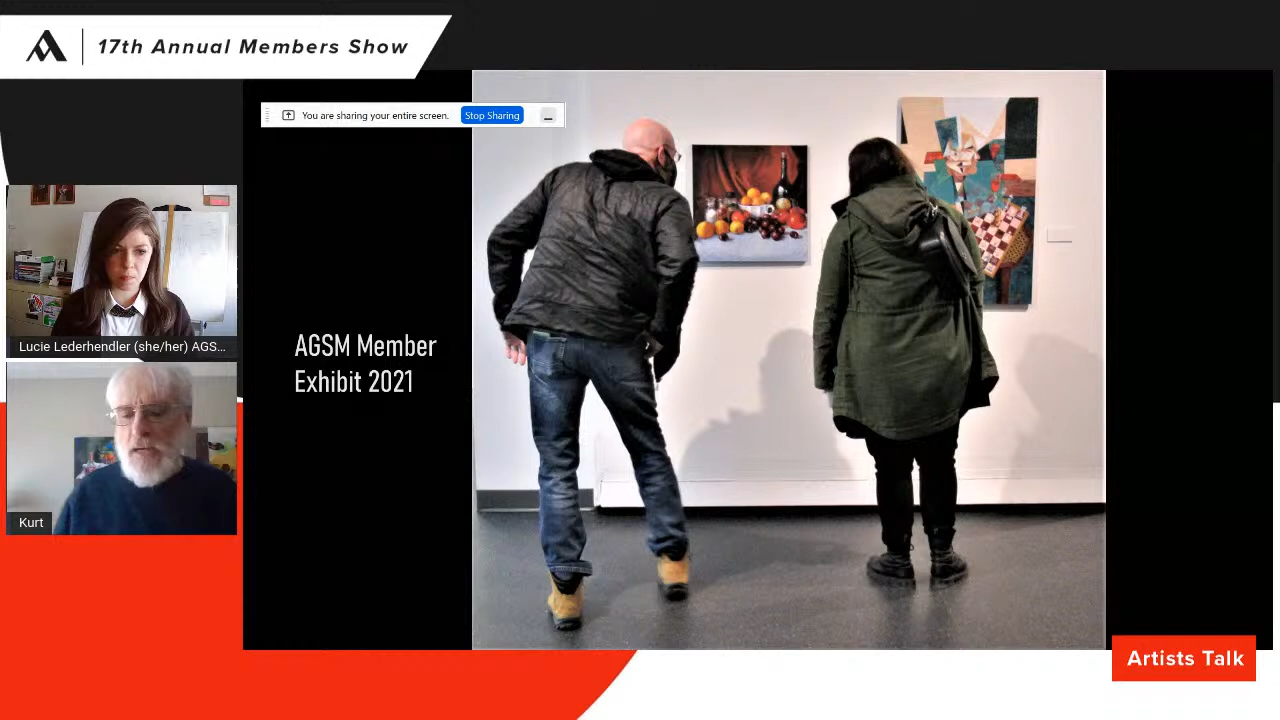 17th Annual Members Show
You are sharing your entire screen.
Stop Sharing
Lucie Lederhendler (she/her) AGS...
AGSM Member
Exhibit 2021
Kurt
Artists Talk